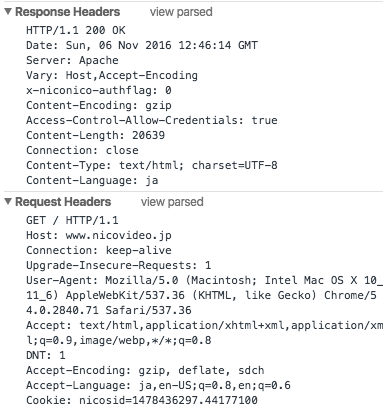 ▼ Response Headers view parsed
HTTP/1.1 200 OK
Date: Sun, 06 Nov 2016 12:46:14 GMT
Server: Apache
Vary: Host,Accept-Encoding
x-niconico-authflag: 0
Content-Encoding: gzip
Access-Control-Allow-Credentials: true
Content-Length: 20639
Connection: close
Content-Type: text/html; charset=UTF-8
Content-Language: ja
▼ Request Headers view parsed
GET / HTTP/1.1
Host: www.nicovideo.jp
Connection: keep-alive
Upgrade-Insecure-Requests: 1
User-Agent: Mozilla/5.0 (Macintosh; Intel Mac OS X 10_
11_6) AppleWebKit/537.36 (KHTML, like Gecko) Chrome/5
4.0.2840.71 Safari/537.36
Accept: text/html,application/xhtml+xml,application/xm
l;q=0.9,image/webp,*/*;q=0.8
DNT: 1
Accept-Encoding: gzip, deflate, sdch
Accept-Language: ja,en-US;q=0.8,en;q=0.6
Cookie: nicosid=1478436297.44177100